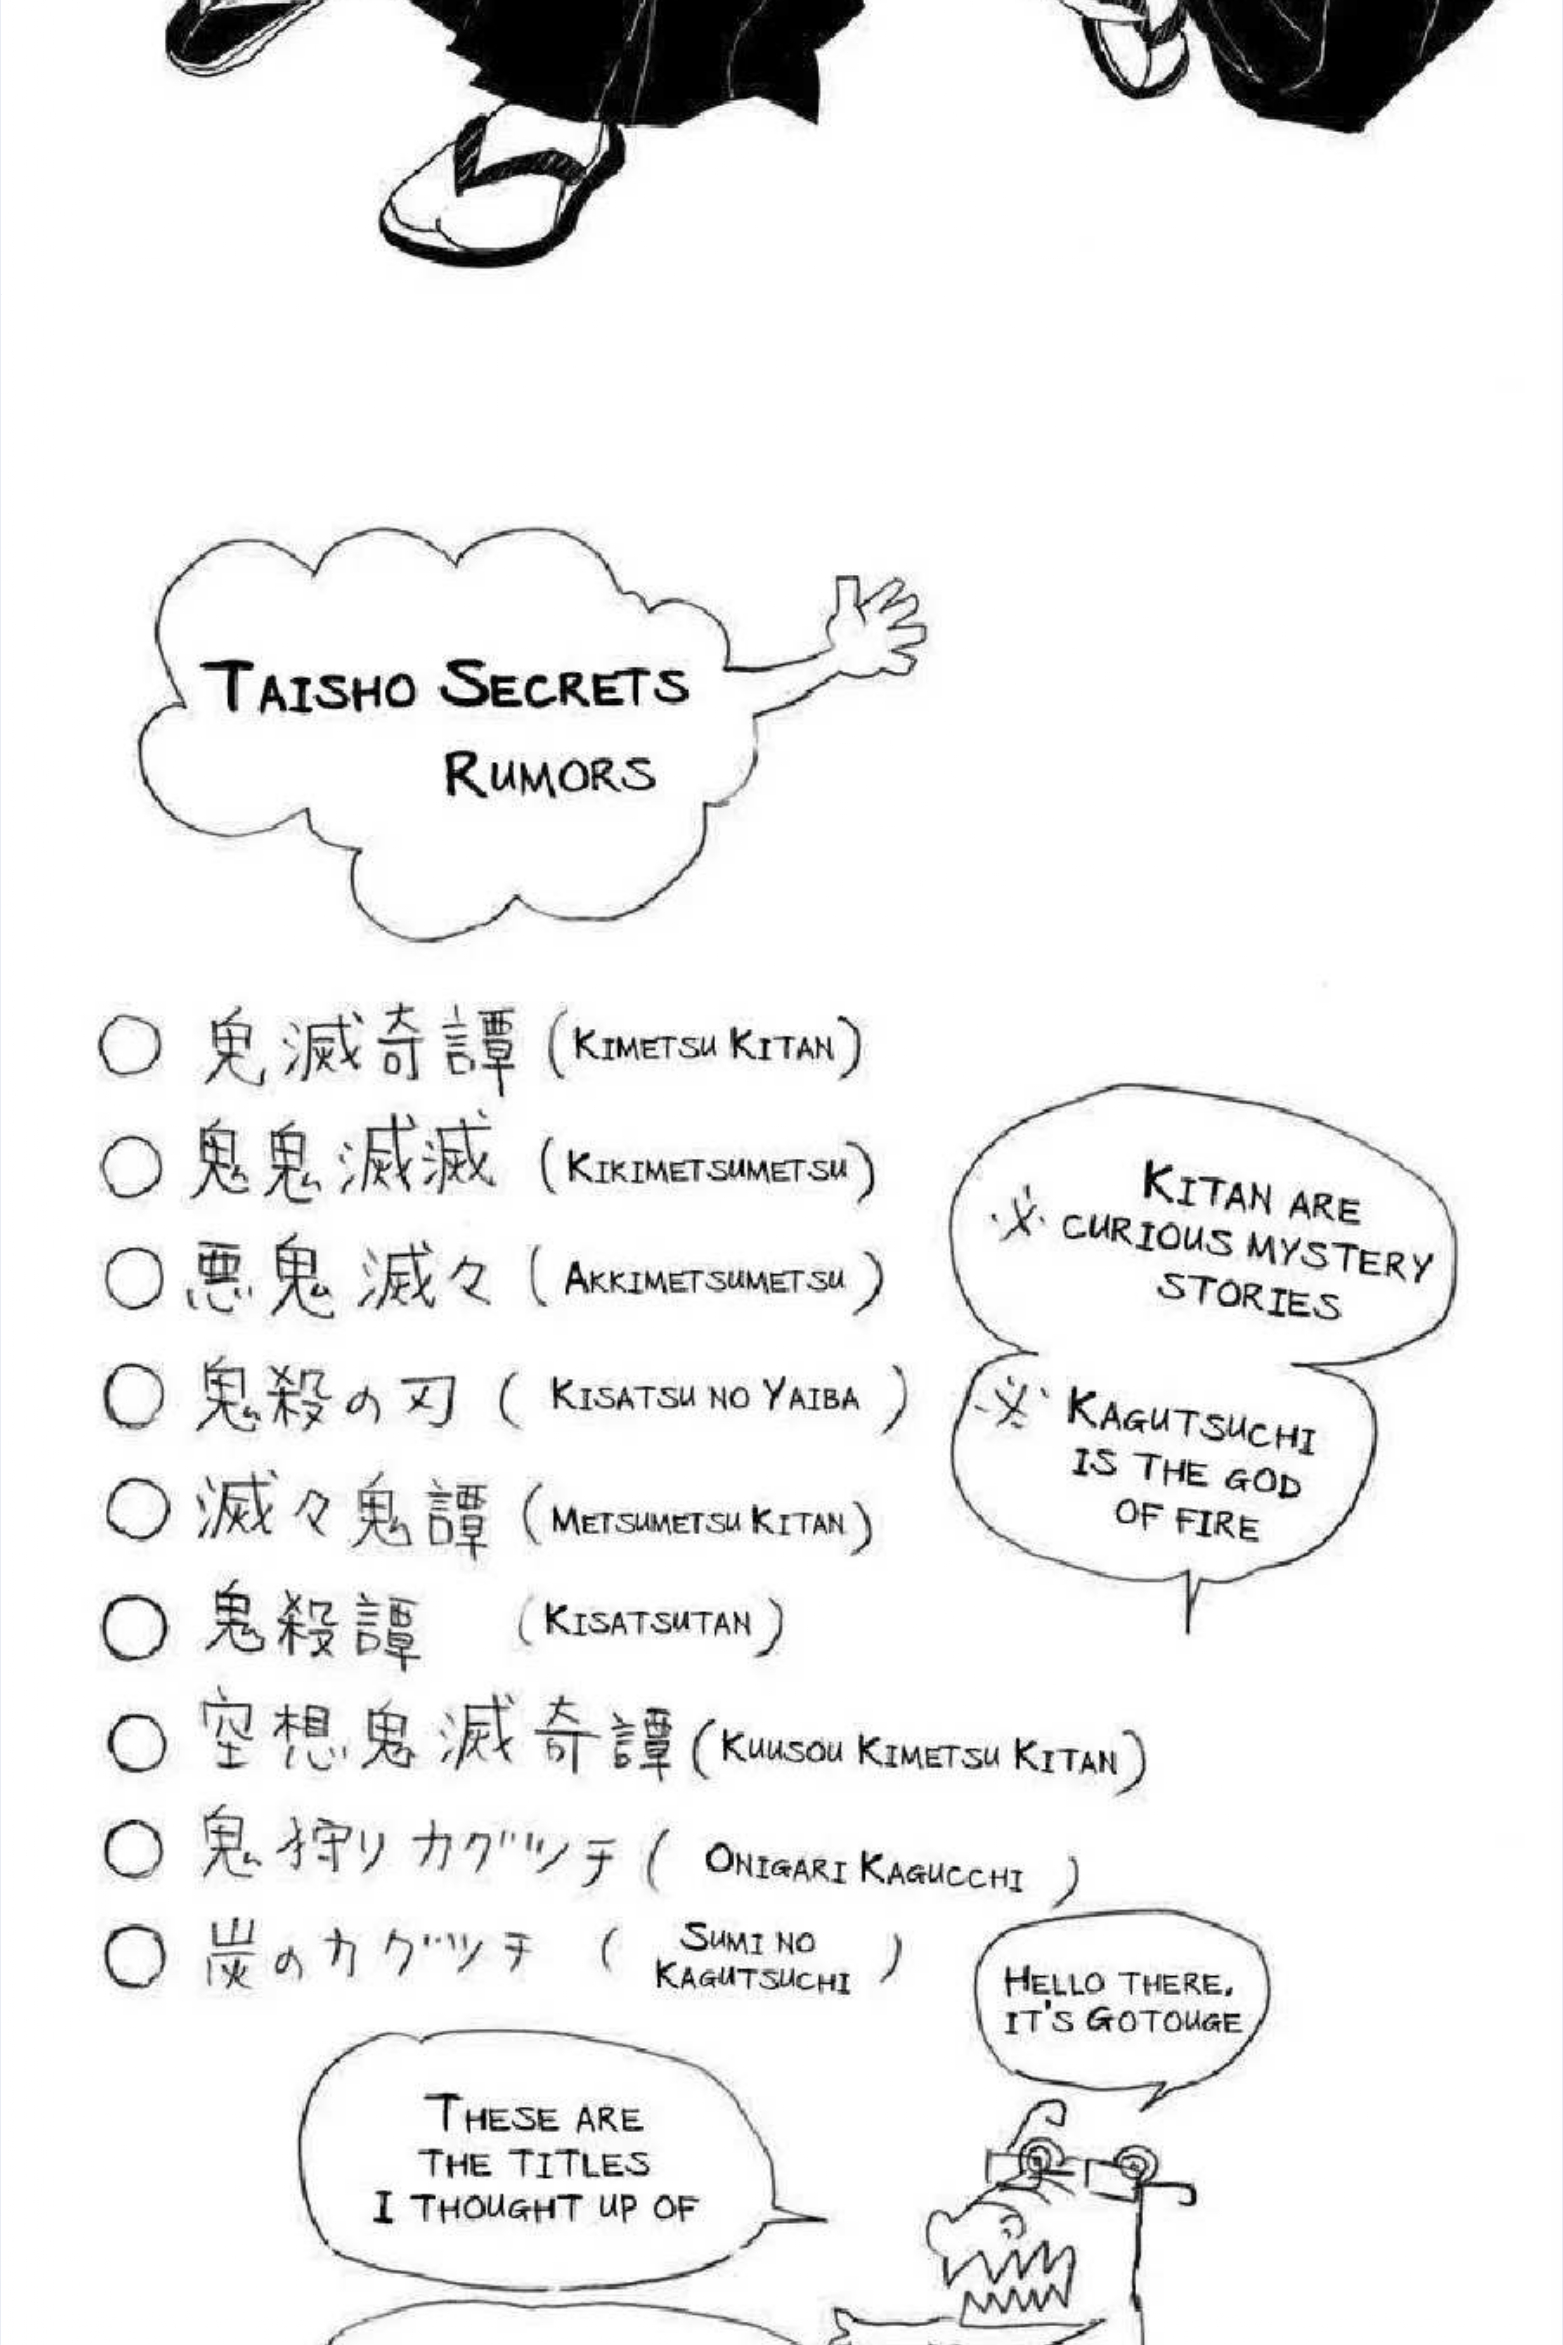 TAISHO SECRETS
RUMORS
○ 鬼滅奇譚 (KIMETSU KITAN)
○ 鬼鬼滅滅 (KIKIMETSUMETSU)
○ 悪鬼滅々 (AKKIMETSUMETSU)
○ 鬼殺の刃 (KISATSU NO YAIBA)
○ 滅々鬼譚 (METSUMETSU KITAN)
○ 鬼殺譚 (KISATSUTAN)
○ 空想鬼滅奇譚 (KUUSOU KIMETSU KITAN)
○ 鬼狩りカグツチ (ONIGARI KAGUCCHI)
○ 炭のカグツチ (SUMI NO
KAGUTSUCHI)
KITAN ARE
※ CURIOUS MYSTERY
STORIES
※ KAGUTSUCHI
IS THE GOD
OF FIRE
HELLO THERE,
IT'S GOTOUGE
THESE ARE
THE TITLES
I THOUGHT UP OF